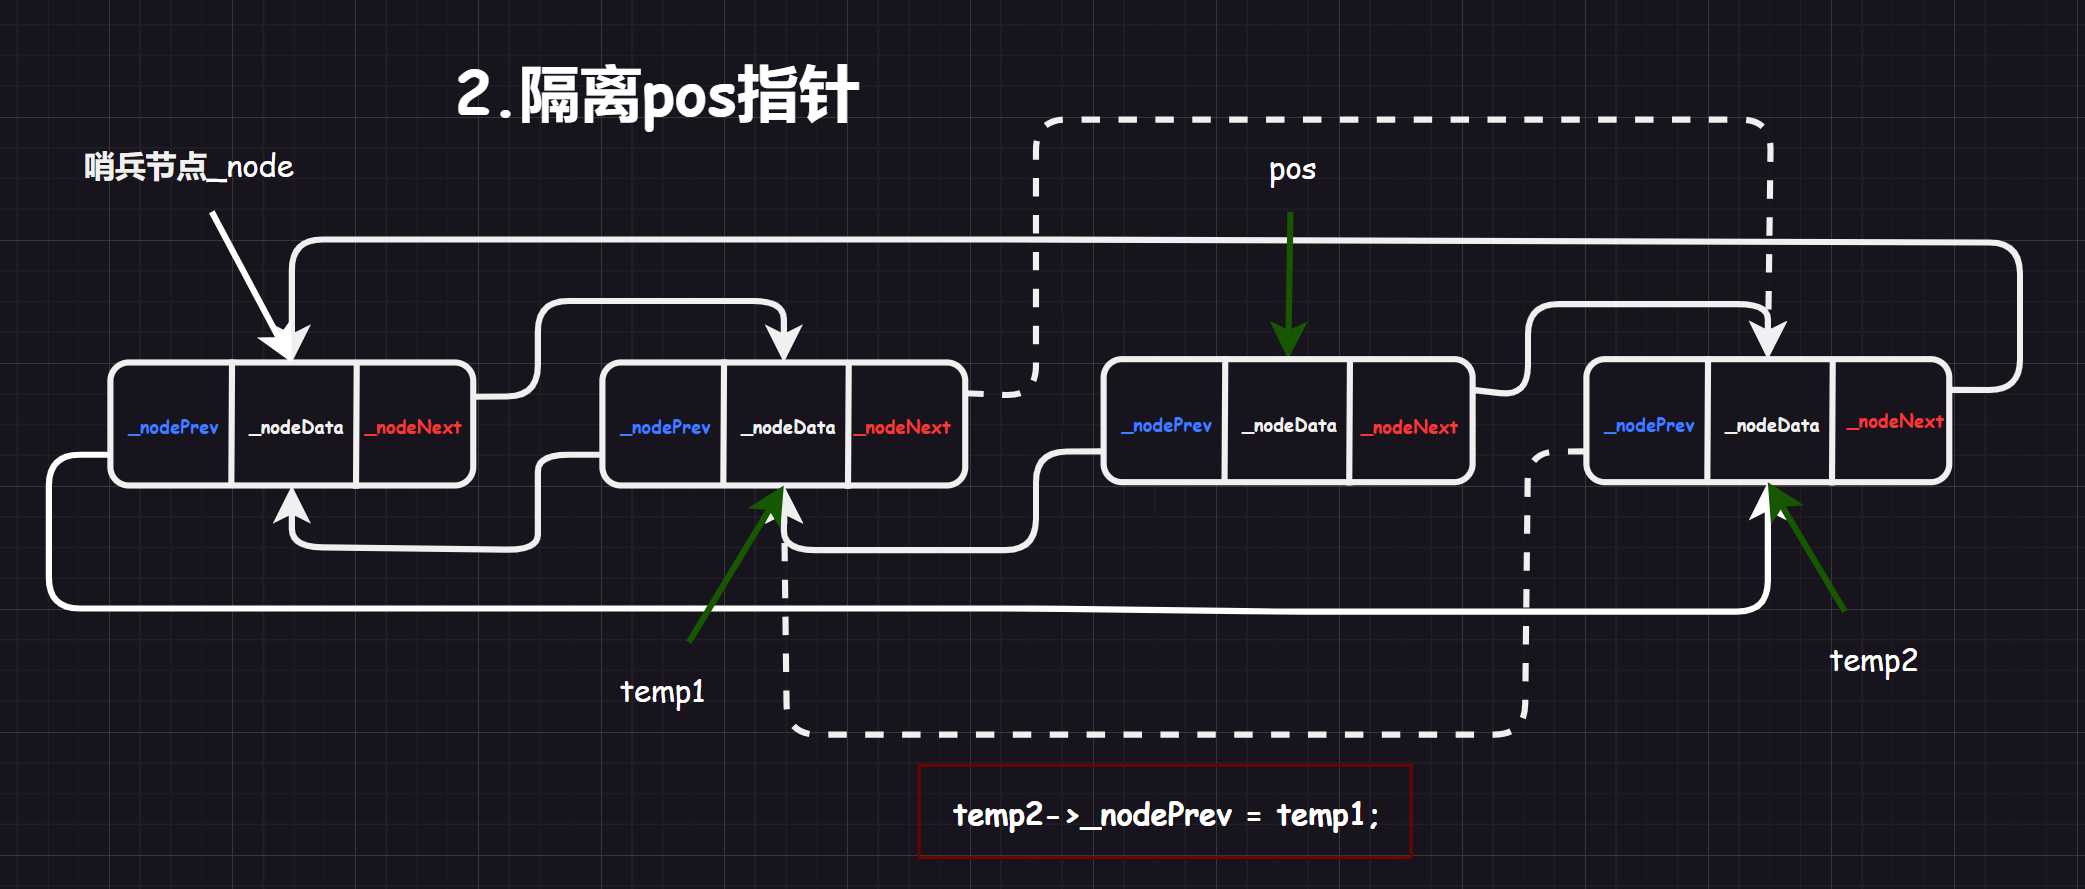 2.隔离pos指针
哨兵节点_node
pos
_nodePrev _nodeData _nodeNext
_nodePrev _nodeData _nodeNext
_nodePrev _nodeData _nodeNext
_nodePrev _nodeData _nodeNext
temp1
temp2
temp2->_nodePrev = temp1;